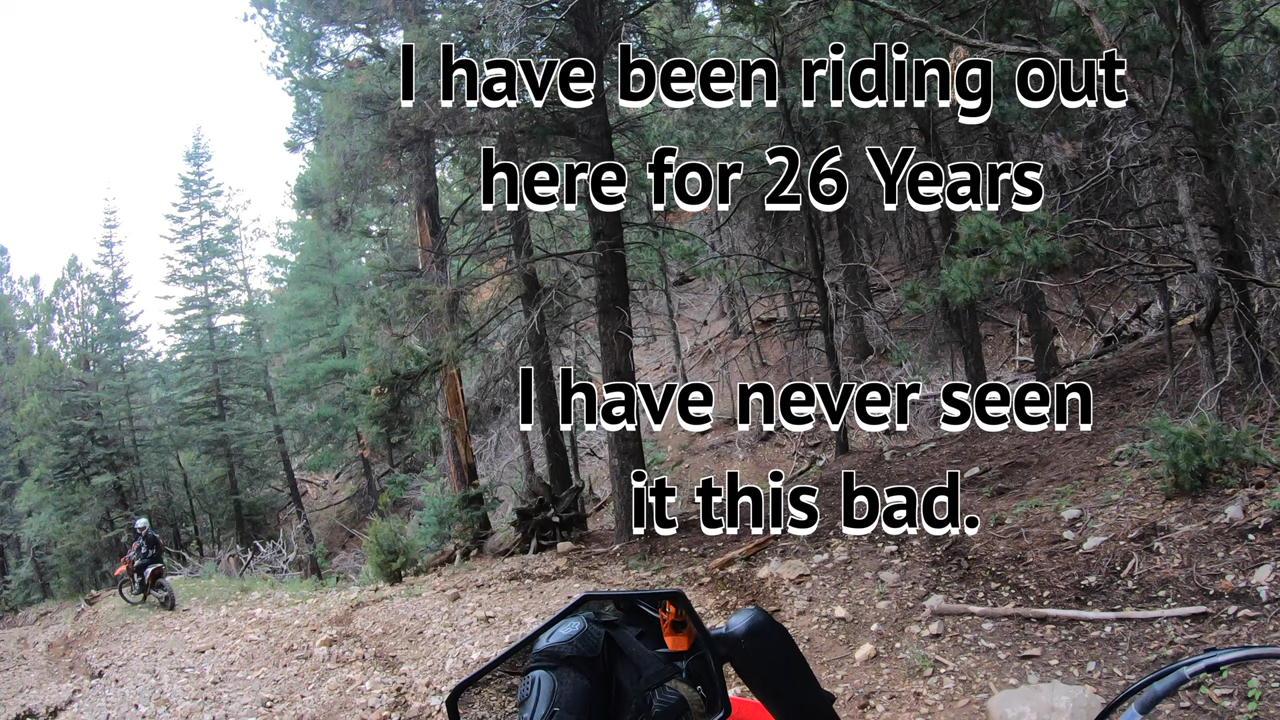 I have been riding out
here for 26 Years
I have never seen
it this bad.